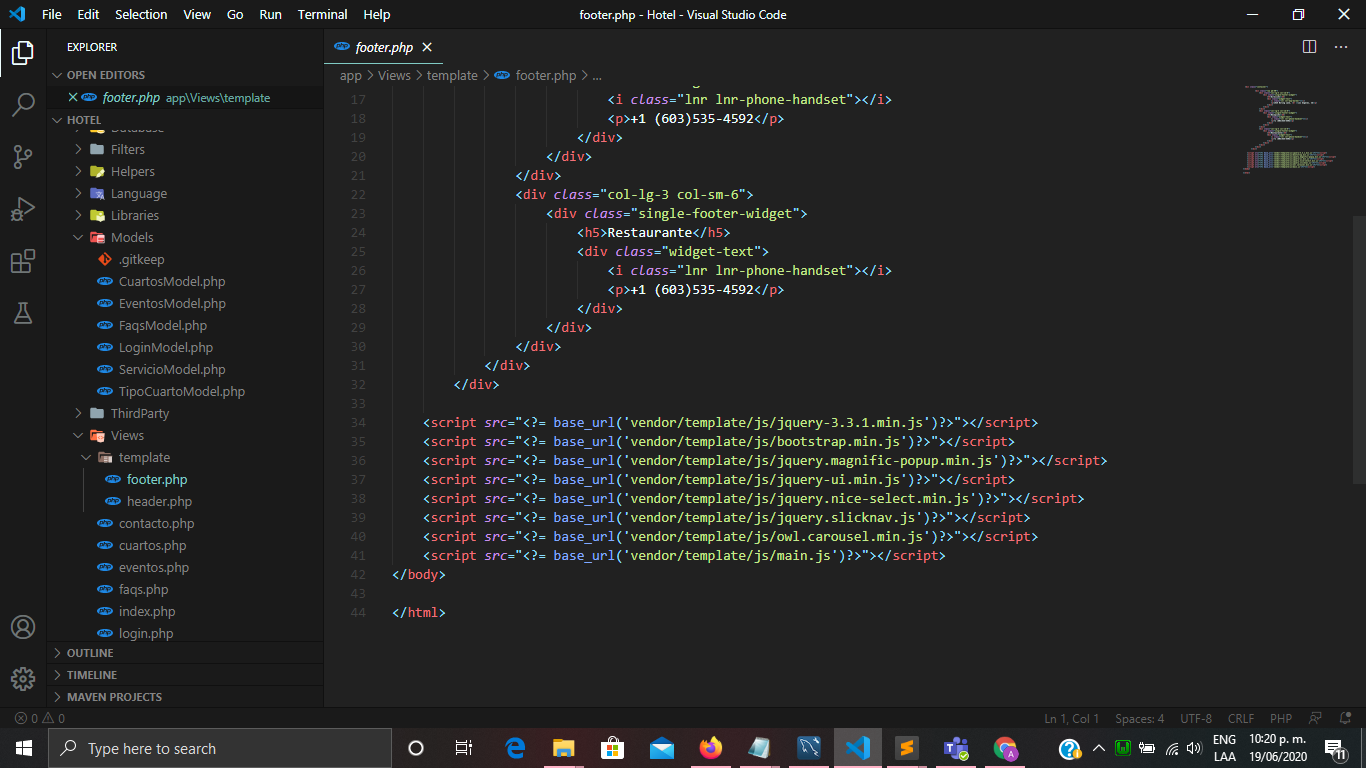 File Edit Selection View Go Run Terminal Help
footer.php - Hotel - Visual Studio Code
EXPLORER
OPEN EDITORS
footer.php app\Views\template
HOTEL
Database
Filters
Helpers
Language
Libraries
Models
.gitkeep
CuartosModel.php
EventosModel.php
FaqsModel.php
LoginModel.php
ServicioModel.php
TipoCuartoModel.php
ThirdParty
Views
template
footer.php
header.php
contacto.php
cuartos.php
eventos.php
faqs.php
index.php
login.php
OUTLINE
TIMELINE
MAVEN PROJECTS
footer.php
app > Views > template > footer.php > ...
17 <i class="lnr lnr-phone-handset"></i>
18 <p>+1 (603)535-4592</p>
19 </div>
20 </div>
21 </div>
22 <div class="col-lg-3 col-sm-6">
23 <div class="single-footer-widget">
24 <h5>Restaurante</h5>
25 <div class="widget-text">
26 <i class="lnr lnr-phone-handset"></i>
27 <p>+1 (603)535-4592</p>
28 </div>
29 </div>
30 </div>
31 </div>
32 </div>
33
34 <script src="<?= base_url('vendor/template/js/jquery-3.3.1.min.js')?>"></script>
35 <script src="<?= base_url('vendor/template/js/bootstrap.min.js')?>"></script>
36 <script src="<?= base_url('vendor/template/js/jquery.magnific-popup.min.js')?>"></script>
37 <script src="<?= base_url('vendor/template/js/jquery-ui.min.js')?>"></script>
38 <script src="<?= base_url('vendor/template/js/jquery.nice-select.min.js')?>"></script>
39 <script src="<?= base_url('vendor/template/js/jquery.slicknav.js')?>"></script>
40 <script src="<?= base_url('vendor/template/js/owl.carousel.min.js')?>"></script>
41 <script src="<?= base_url('vendor/template/js/main.js')?>"></script>
42 </body>
43
44 </html>
0 0
Ln 1, Col 1 Spaces: 4 UTF-8 CRLF PHP
Type here to search
ENG 10:20 p. m.
LAA 19/06/2020
11